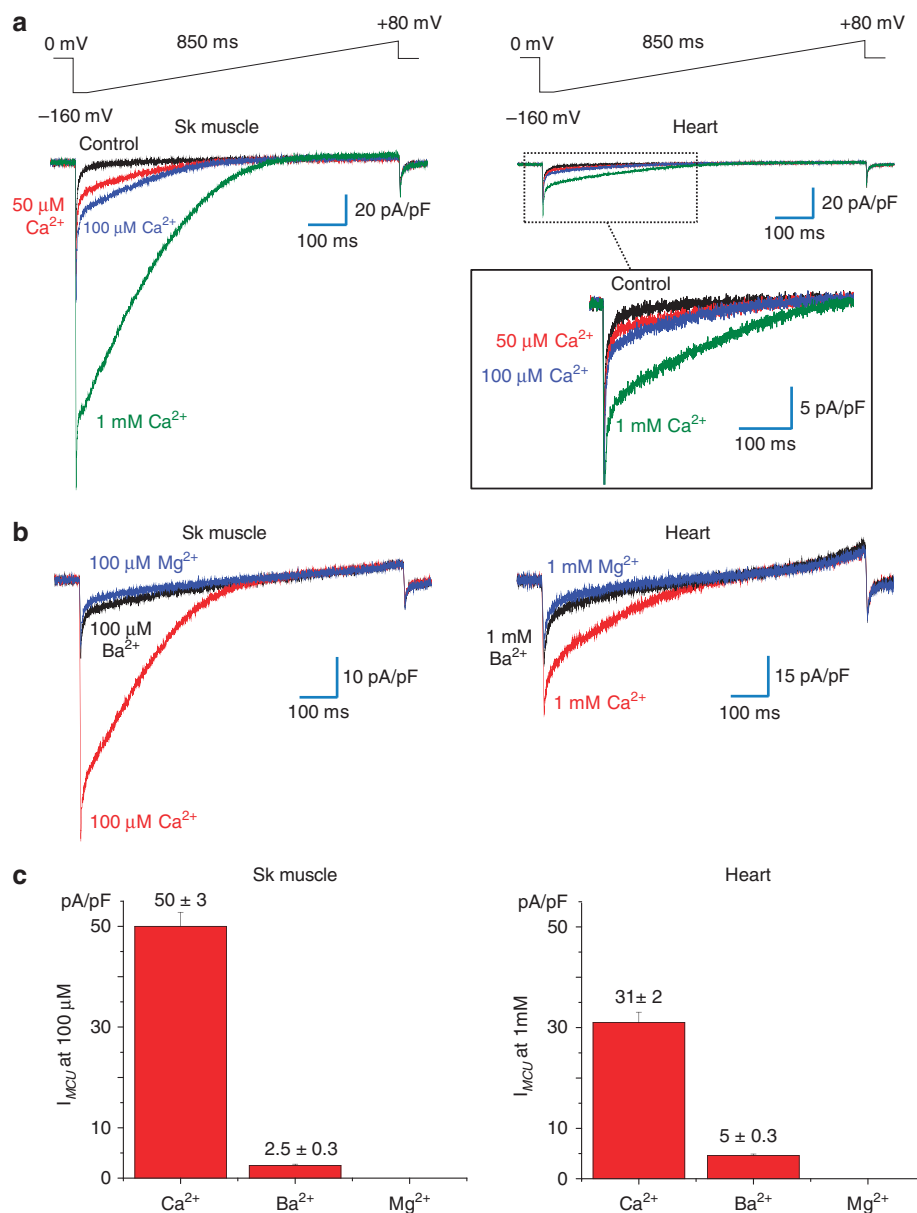 a
0 mV
850 ms
+80 mV
−160 mV
Sk muscle
Control
50 µM
Ca²⁺
100 µM Ca²⁺
1 mM Ca²⁺
20 pA/pF
100 ms
0 mV
850 ms
+80 mV
−160 mV
Heart
20 pA/pF
100 ms
Control
50 µM Ca²⁺
100 µM Ca²⁺
1 mM Ca²⁺
5 pA/pF
100 ms
b
Sk muscle
100 µM Mg²⁺
100 µM
Ba²⁺
100 µM Ca²⁺
10 pA/pF
100 ms
Heart
1 mM Mg²⁺
1 mM
Ba²⁺
1 mM Ca²⁺
15 pA/pF
100 ms
c
Sk muscle
pA/pF
I_MCU at 100 µM
50
30
10
0
50 ± 3
2.5 ± 0.3
Ca²⁺
Ba²⁺
Mg²⁺
Heart
pA/pF
I_MCU at 1mM
50
30
10
0
31± 2
5 ± 0.3
Ca²⁺
Ba²⁺
Mg²⁺